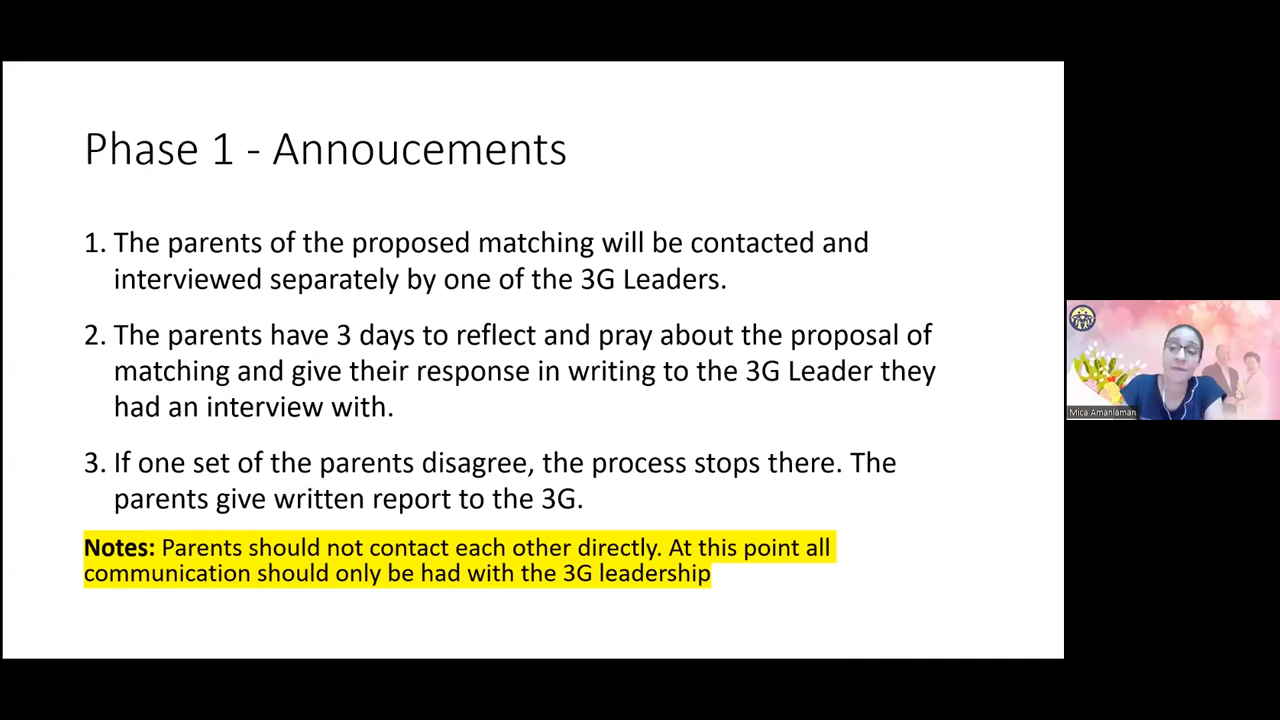 Phase 1 - Annoucements
1. The parents of the proposed matching will be contacted and
interviewed separately by one of the 3G Leaders.
2. The parents have 3 days to reflect and pray about the proposal of
matching and give their response in writing to the 3G Leader they
had an interview with.
3. If one set of the parents disagree, the process stops there. The
parents give written report to the 3G.
Notes: Parents should not contact each other directly. At this point all
communication should only be had with the 3G leadership
Mica Amanlaman